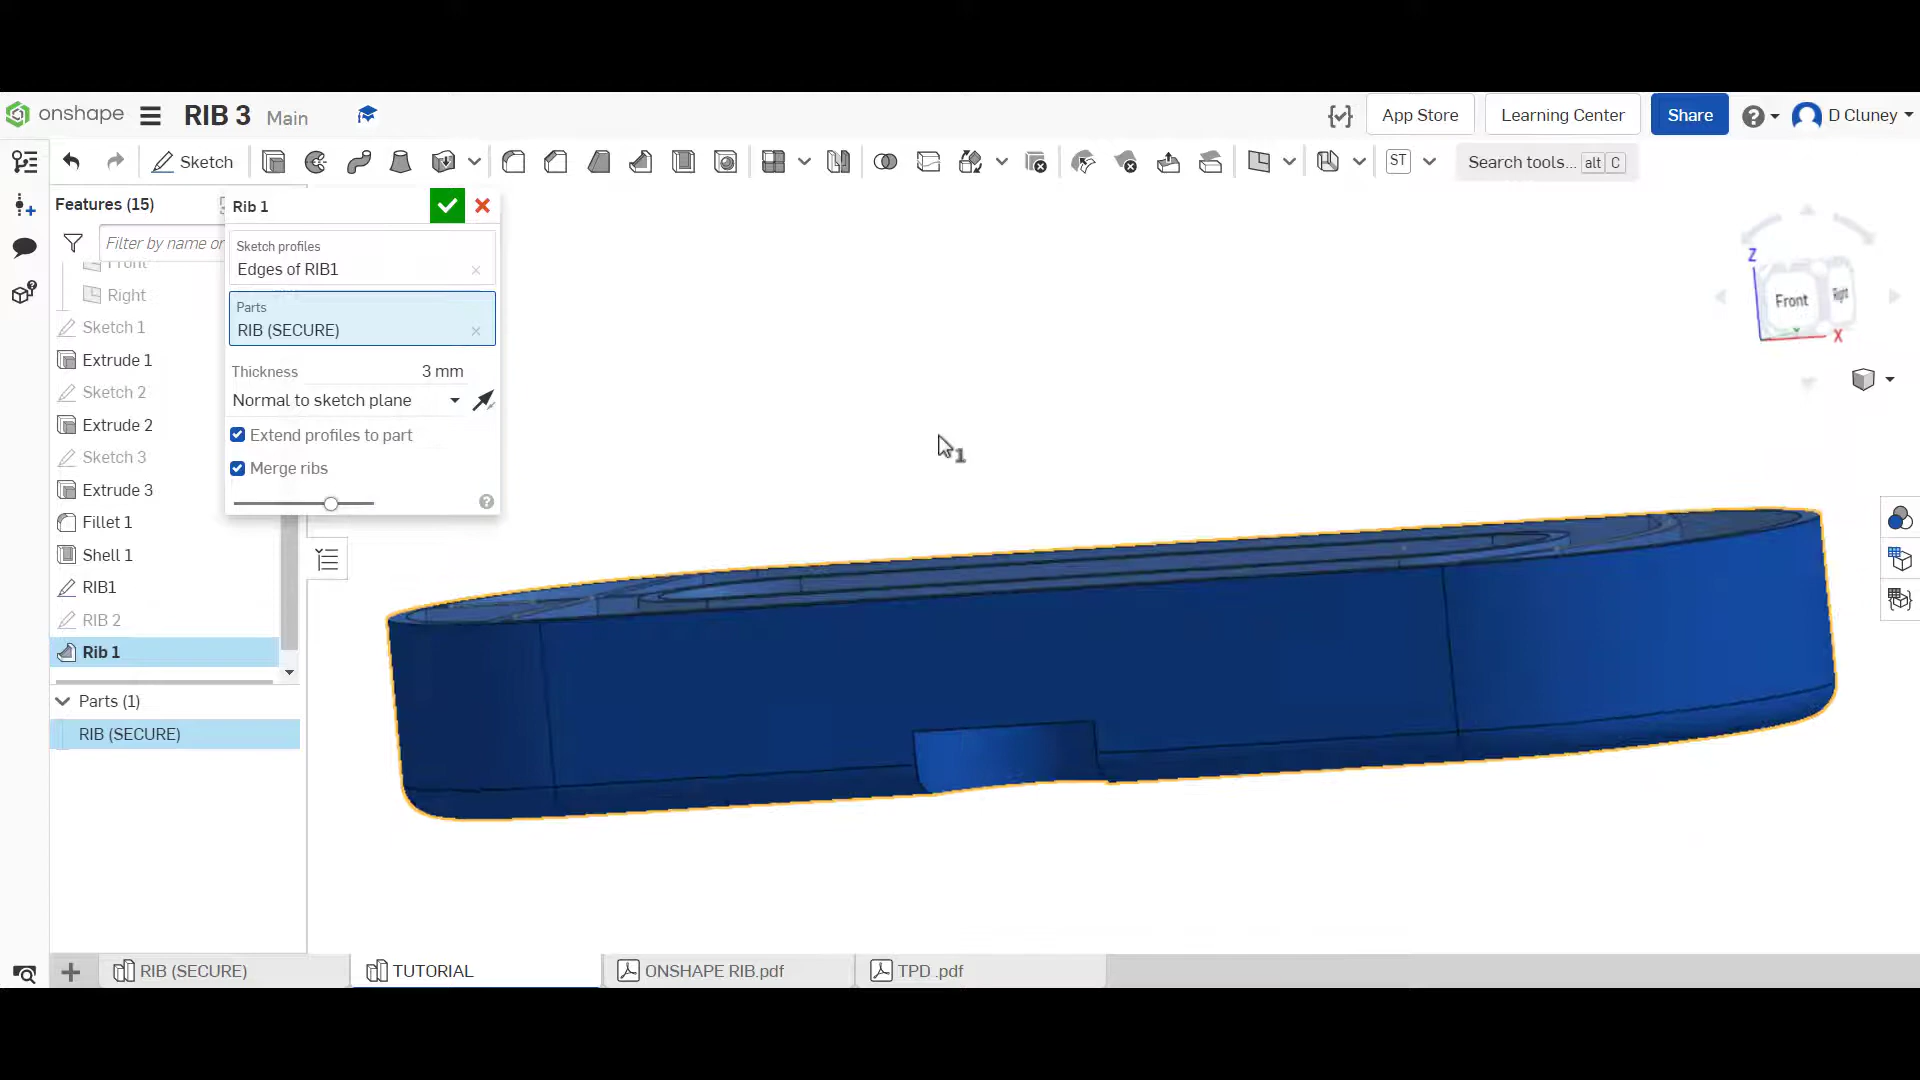 onshape RIB 3 Main App Store Learning Center Share D Cluney
Sketch ST Search tools... alt C
Features (15)
Filter by name or
Front
Right
Sketch 1
Extrude 1
Sketch 2
Extrude 2
Sketch 3
Extrude 3
Fillet 1
Shell 1
RIB1
RIB 2
Rib 1
Parts (1)
RIB (SECURE)
Rib 1
Sketch profiles
Edges of RIB1
Parts
RIB (SECURE)
Thickness 3 mm
Normal to sketch plane
Extend profiles to part
Merge ribs
1
Z
Front
Right
X
RIB (SECURE) TUTORIAL ONSHAPE RIB.pdf TPD .pdf